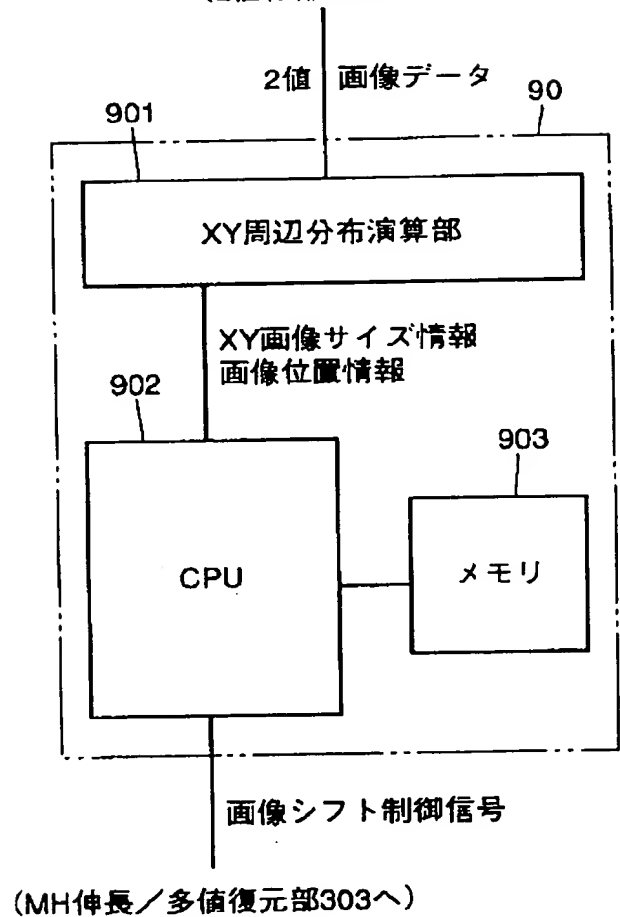 2値 画像データ
901
90
XY周辺分布演算部
XY画像サイズ情報
画像位置情報
902
903
CPU
メモリ
画像シフト制御信号
(MH伸長／多値復元部303へ)